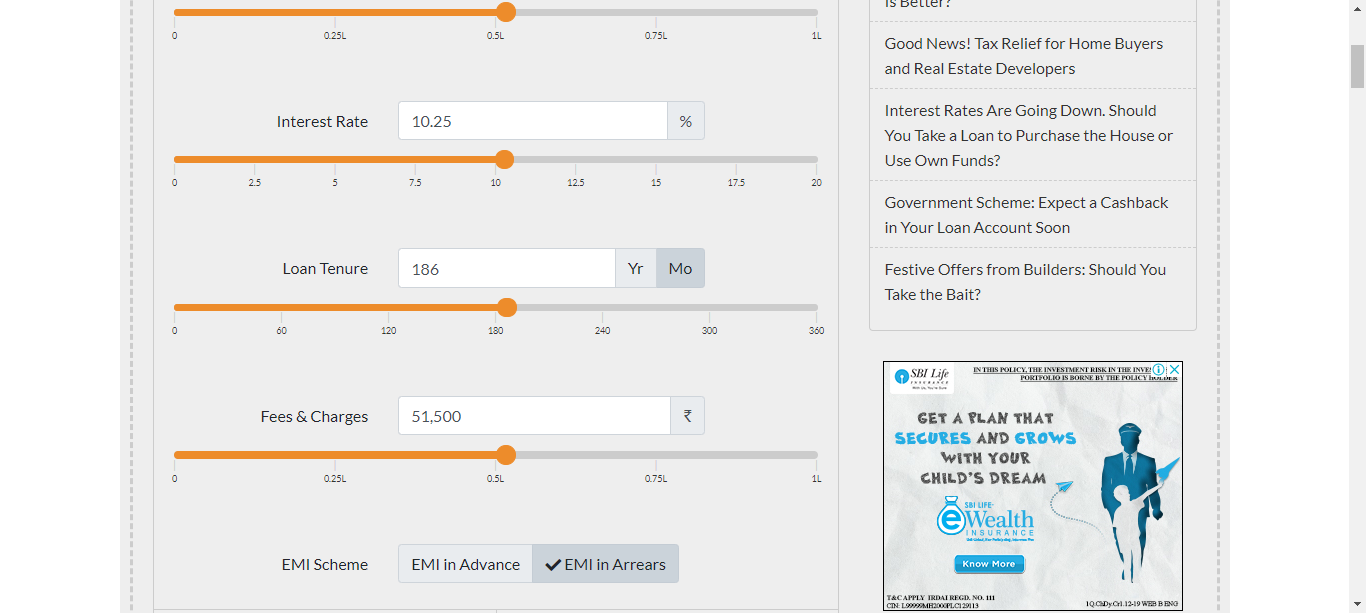 0 0.25L 0.5L 0.75L 1L
Interest Rate 10.25 %
0 2.5 5 7.5 10 12.5 15 17.5 20
Loan Tenure 186 Yr Mo
0 60 120 180 240 300 360
Fees & Charges 51,500 ₹
0 0.25L 0.5L 0.75L 1L
EMI Scheme EMI in Advance EMI in Arrears
Is Better?
Good News! Tax Relief for Home Buyers
and Real Estate Developers
Interest Rates Are Going Down. Should
You Take a Loan to Purchase the House or
Use Own Funds?
Government Scheme: Expect a Cashback
in Your Loan Account Soon
Festive Offers from Builders: Should You
Take the Bait?
SBI Life
INSURANCE
IN THIS POLICY, THE INVESTMENT RISK IN THE INVE
PORTFOLIO IS BORNE BY THE POLICY HOLDER
GET A PLAN THAT
SECURES AND GROWS
WITH YOUR
CHILD'S DREAM
SBI LIFE-
eWealth
INSURANCE
Know More
T&C APPLY IRDAI REGD. NO. 111
CIN: L99999MH2000PLC129113
1Q.ChDy.Cr1.12-19 WEB B ENG